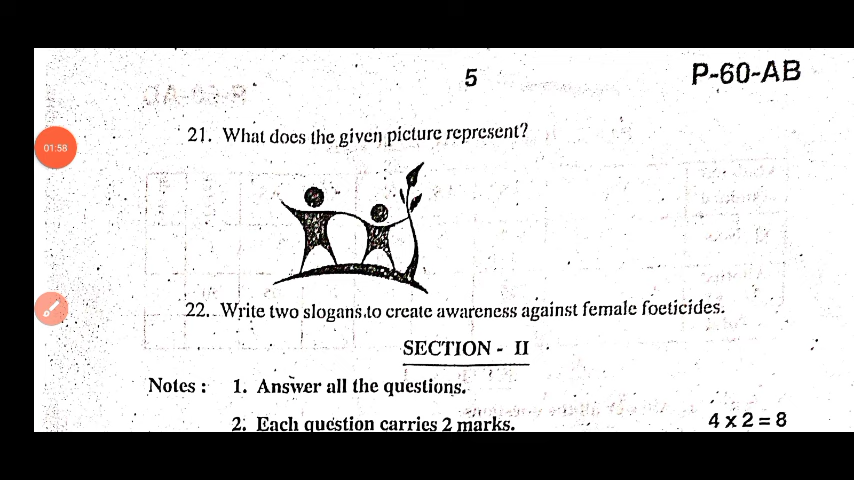 5
P-60-AB
21. What does the given picture represent?
01:58
22. Write two slogans to create awareness against female foeticides.
SECTION - II
Notes : 1. Answer all the questions.
2. Each question carries 2 marks.
4 x 2 = 8